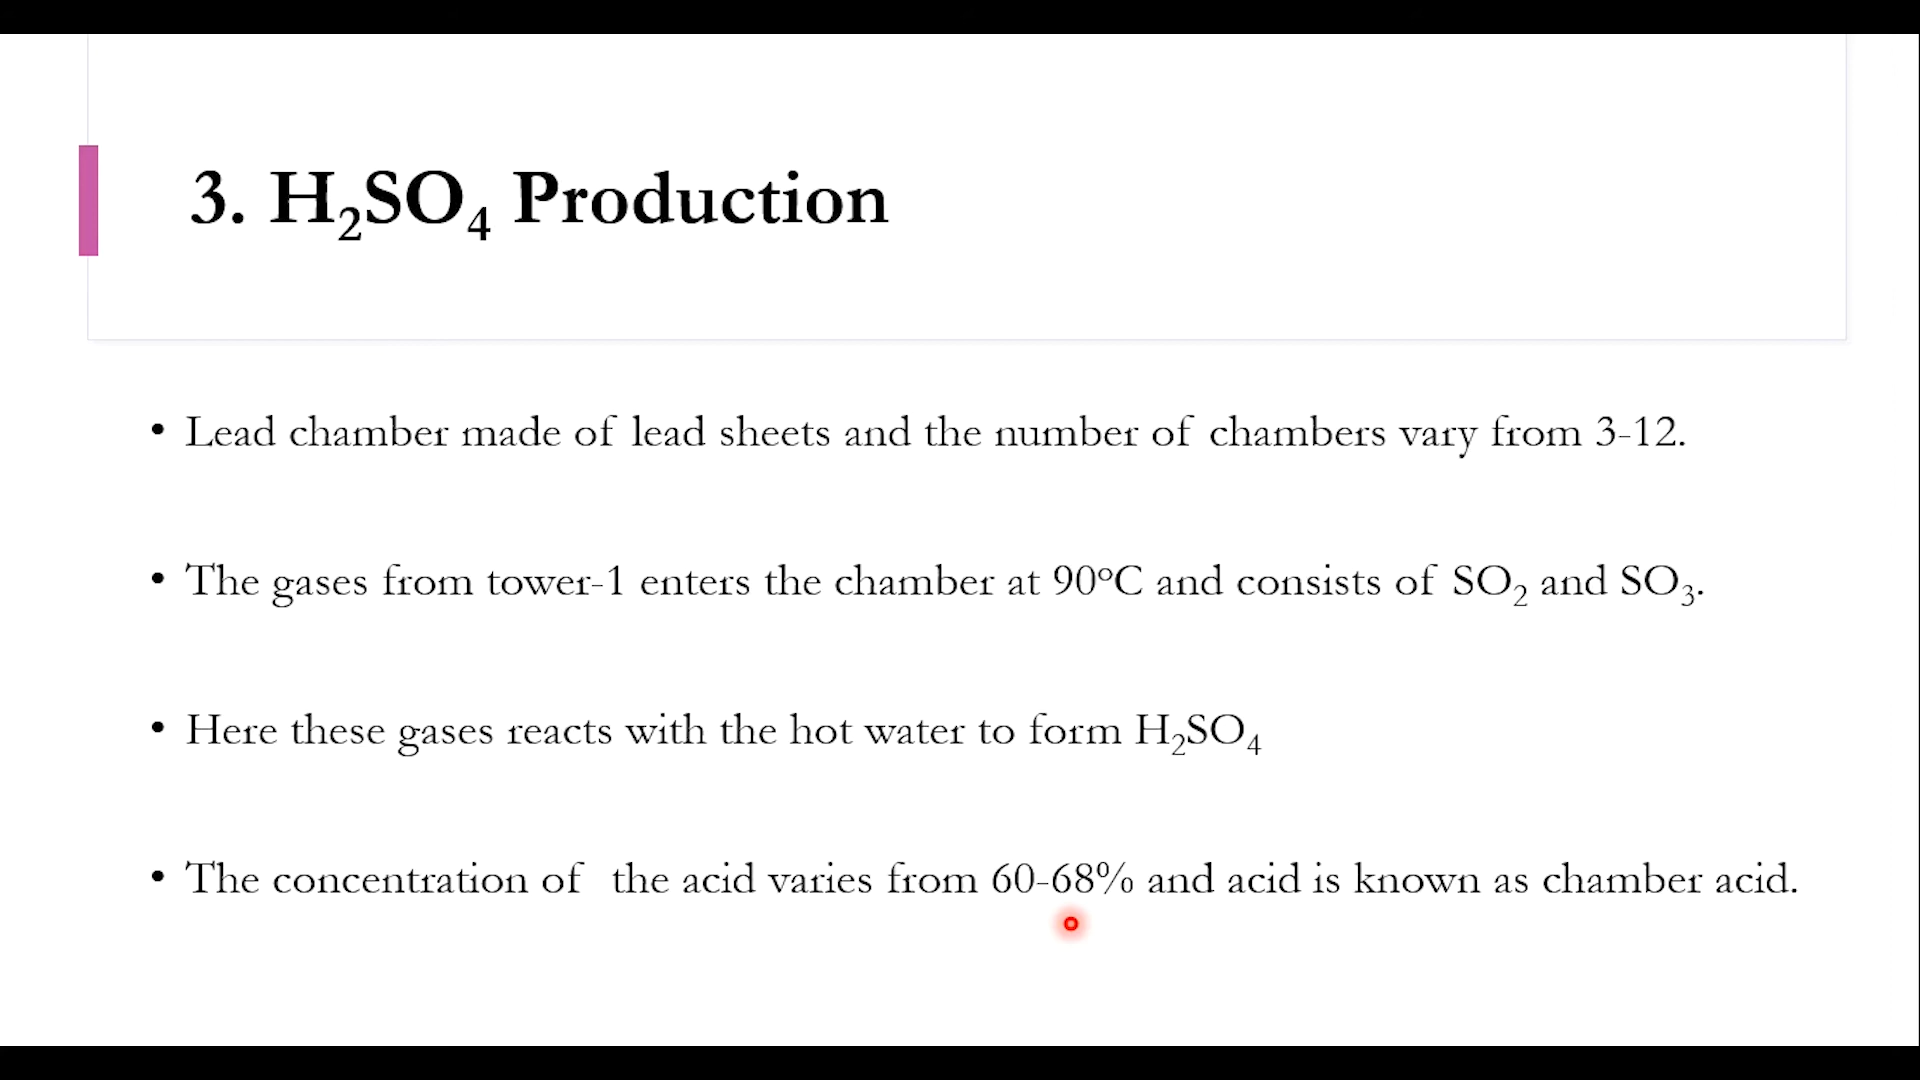 3. H₂SO₄ Production
• Lead chamber made of lead sheets and the number of chambers vary from 3-12.
• The gases from tower-1 enters the chamber at 90°C and consists of SO₂ and SO₃.
• Here these gases reacts with the hot water to form H₂SO₄
• The concentration of the acid varies from 60-68% and acid is known as chamber acid.